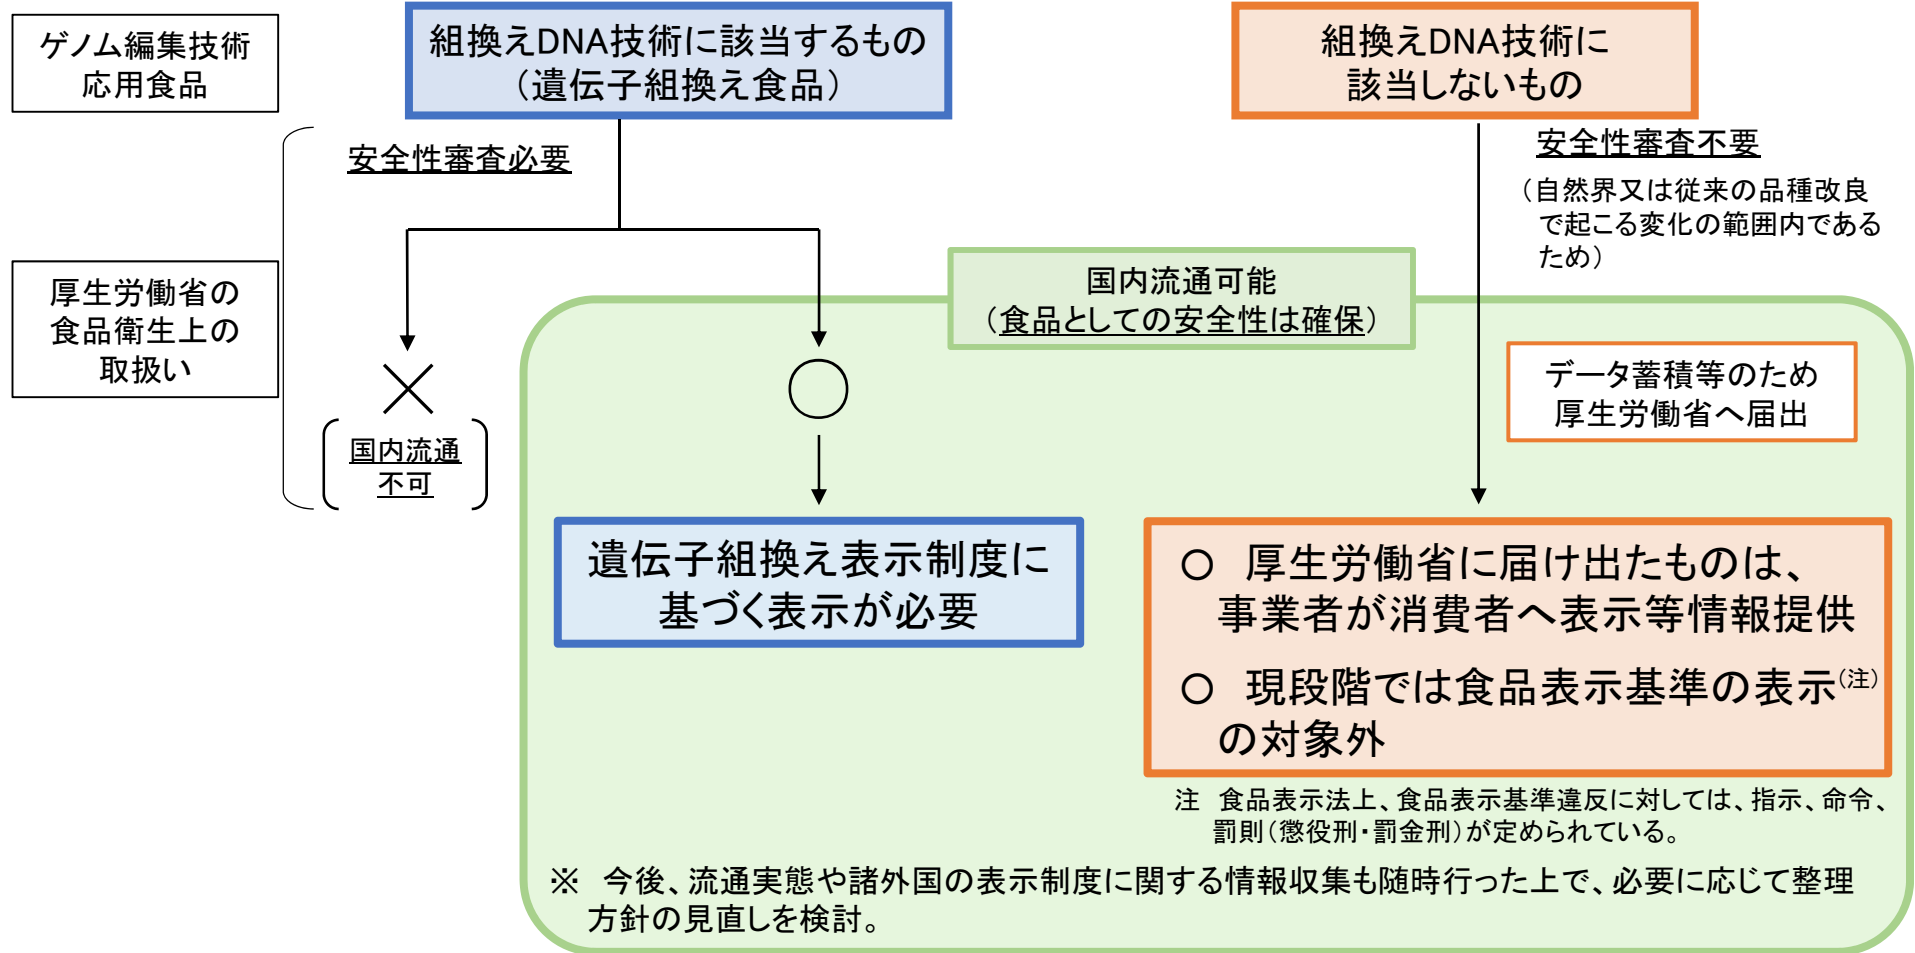 ゲノム編集技術
応用食品
組換えDNA技術に該当するもの
（遺伝子組換え食品）
組換えDNA技術に
該当しないもの
安全性審査必要
安全性審査不要
（自然界又は従来の品種改良
で起こる変化の範囲内である
ため）
厚生労働省の
食品衛生上の
取扱い
国内流通可能
（食品としての安全性は確保）
データ蓄積等のため
厚生労働省へ届出
国内流通
不可
遺伝子組換え表示制度に
基づく表示が必要
○　厚生労働省に届け出たものは、
事業者が消費者へ表示等情報提供
○　現段階では食品表示基準の表示（注）
の対象外
注　食品表示法上、食品表示基準違反に対しては、指示、命令、
罰則（懲役刑・罰金刑）が定められている。
※　今後、流通実態や諸外国の表示制度に関する情報収集も随時行った上で、必要に応じて整理
方針の見直しを検討。